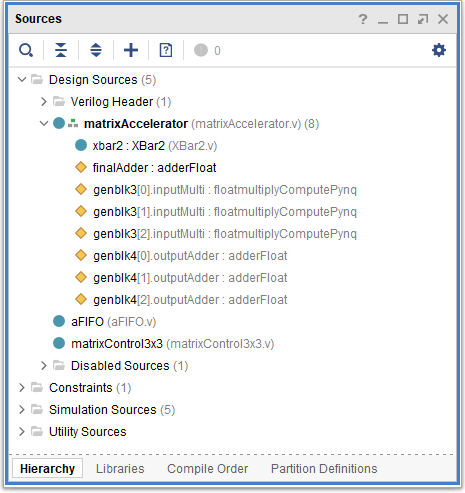 Sources
? _ □ ⧉ ×
0
Design Sources (5)
Verilog Header (1)
matrixAccelerator (matrixAccelerator.v) (8)
xbar2 : XBar2 (XBar2.v)
finalAdder : adderFloat
genblk3[0].inputMulti : floatmultiplyComputePynq
genblk3[1].inputMulti : floatmultiplyComputePynq
genblk3[2].inputMulti : floatmultiplyComputePynq
genblk4[0].outputAdder : adderFloat
genblk4[1].outputAdder : adderFloat
genblk4[2].outputAdder : adderFloat
aFIFO (aFIFO.v)
matrixControl3x3 (matrixControl3x3.v)
Disabled Sources (1)
Constraints (1)
Simulation Sources (5)
Utility Sources
Hierarchy Libraries Compile Order Partition Definitions